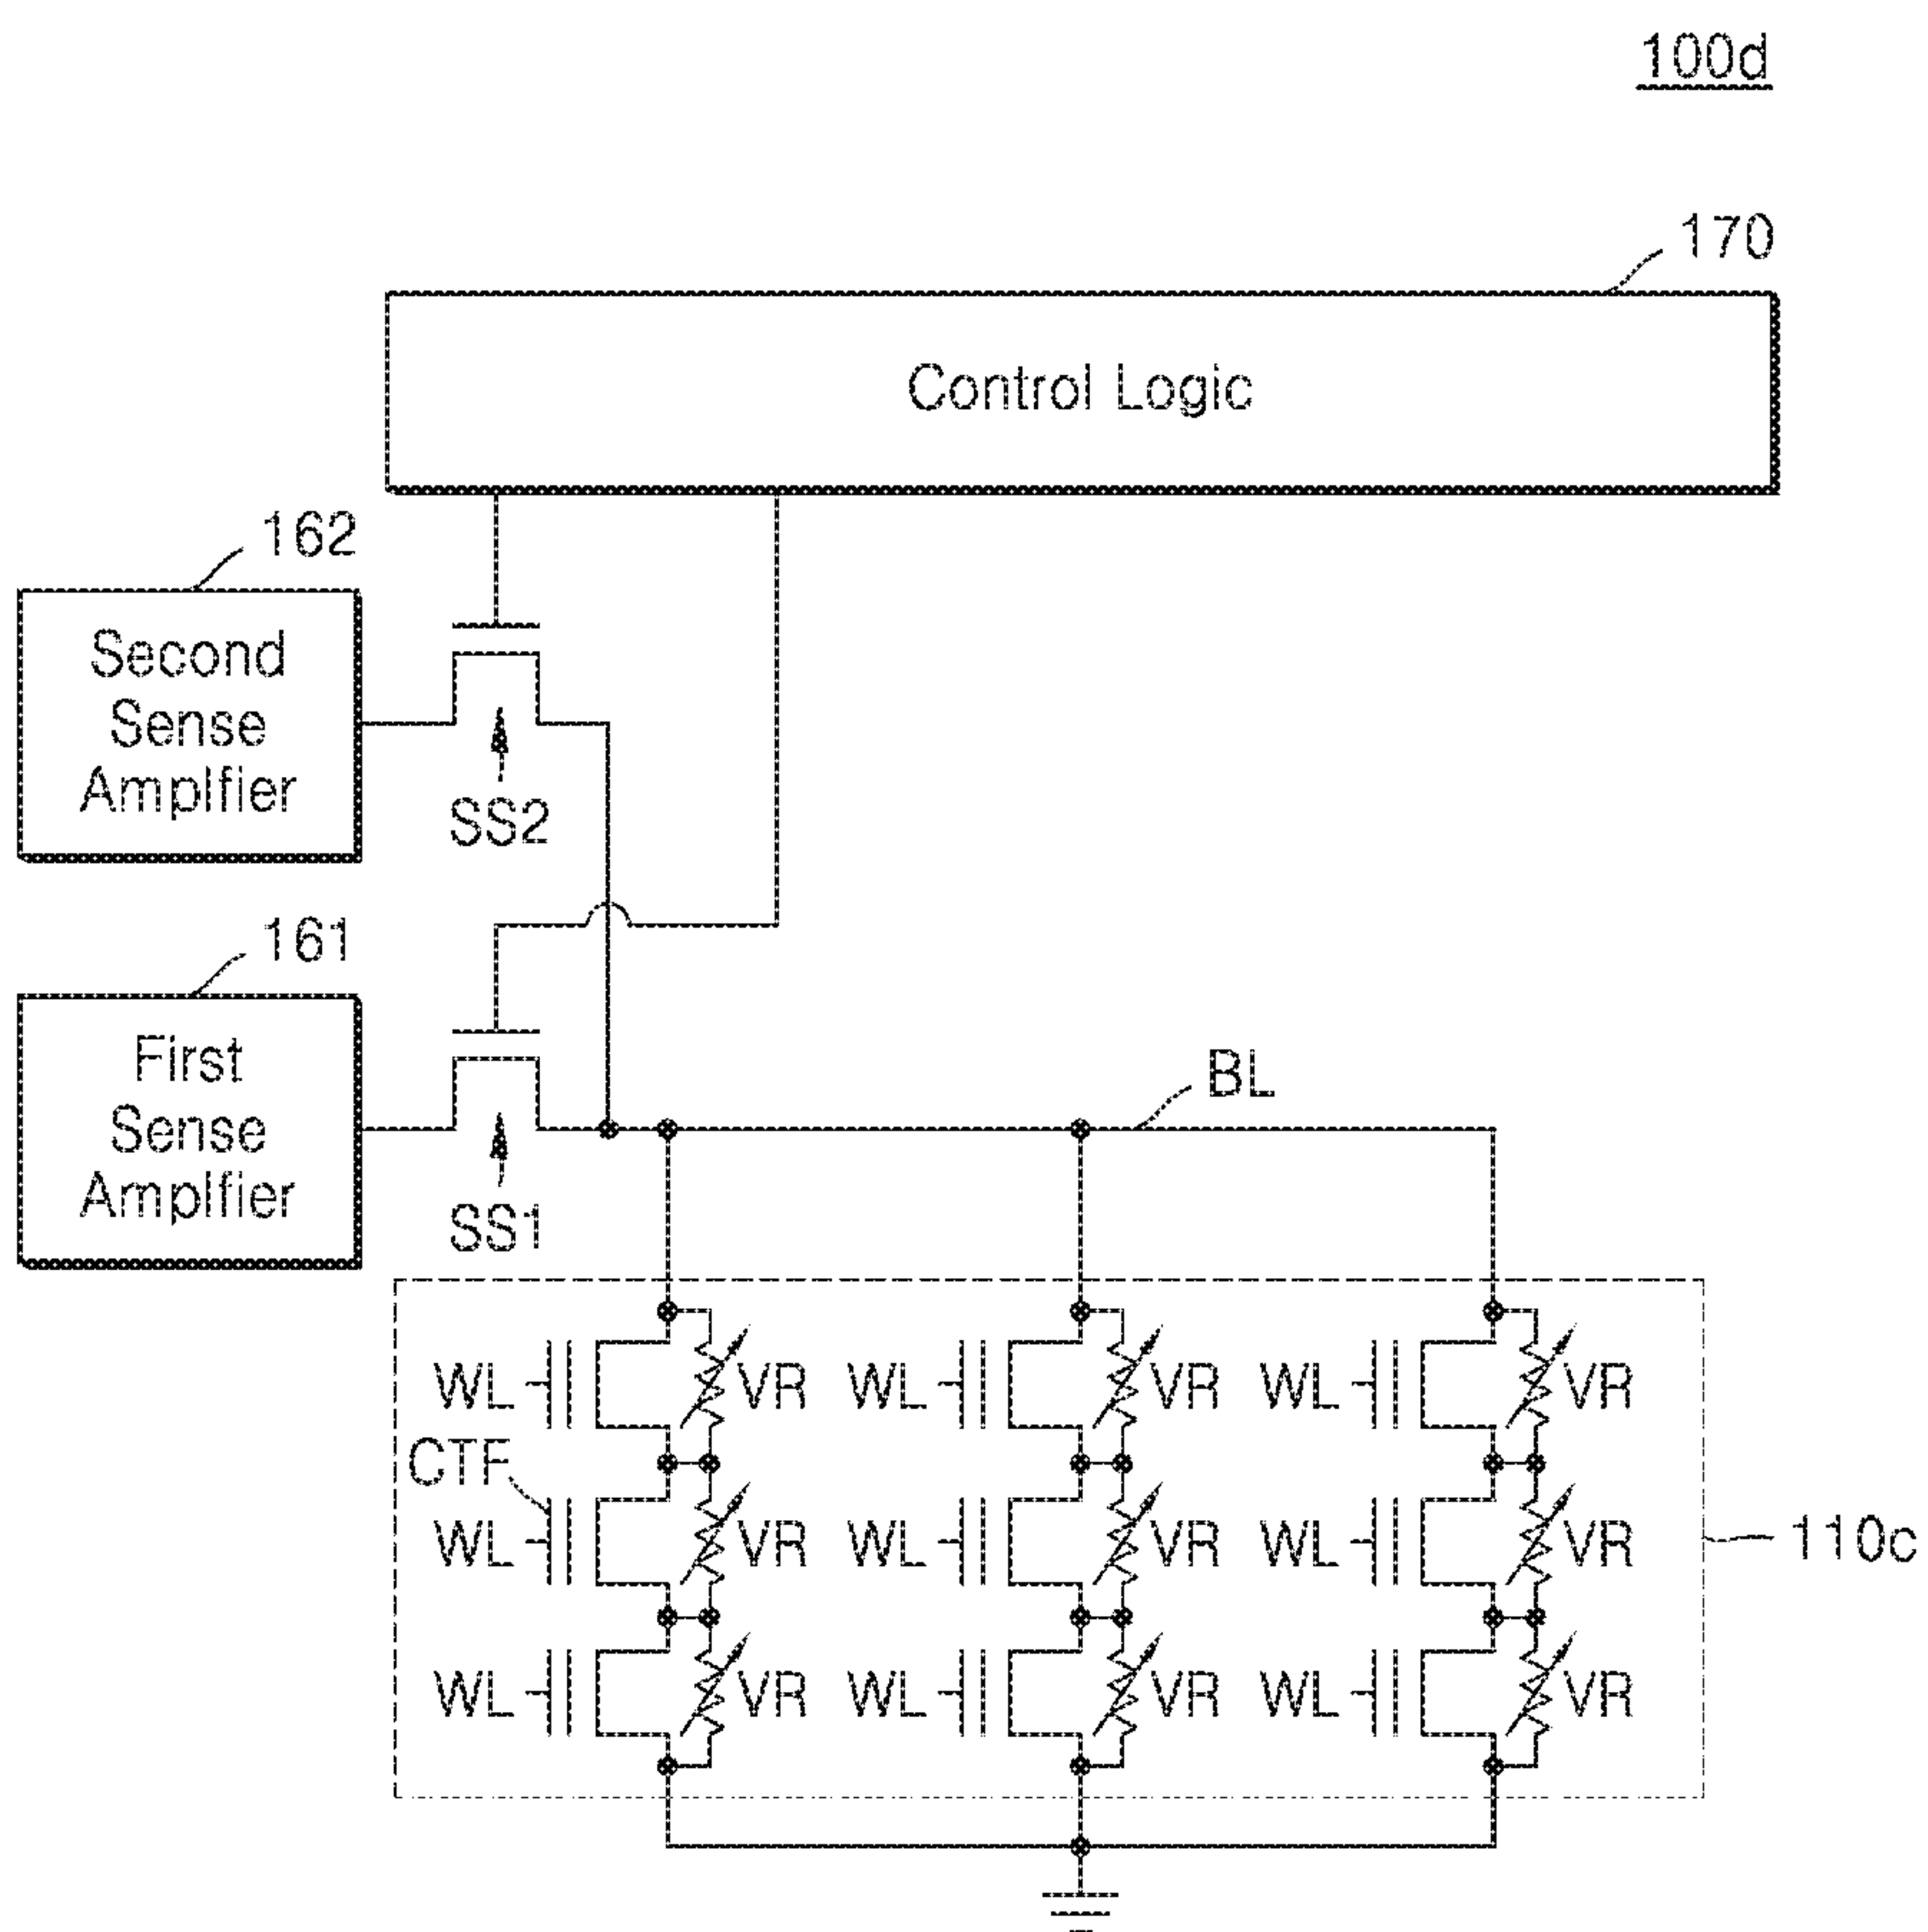 100d
170
Control Logic
162
Second
Sense
Amplfier
SS2
161
First
Sense
Amplfier
SS1
BL
WL VR WL VR WL VR
CTF
WL VR WL VR WL VR
110c
WL VR WL VR WL VR